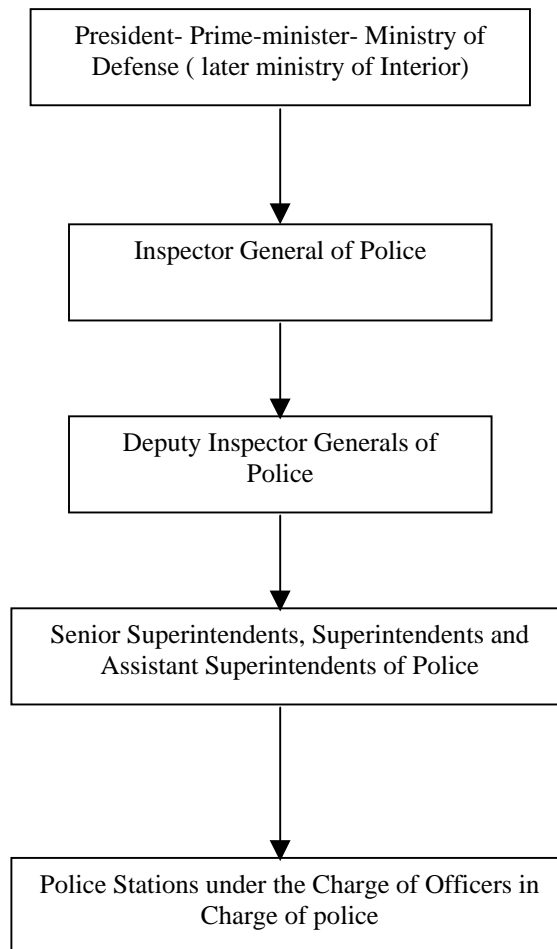 President- Prime-minister- Ministry of
Defense ( later ministry of Interior)
Inspector General of Police
Deputy Inspector Generals of
Police
Senior Superintendents, Superintendents and
Assistant Superintendents of Police
Police Stations under the Charge of Officers in
Charge of police